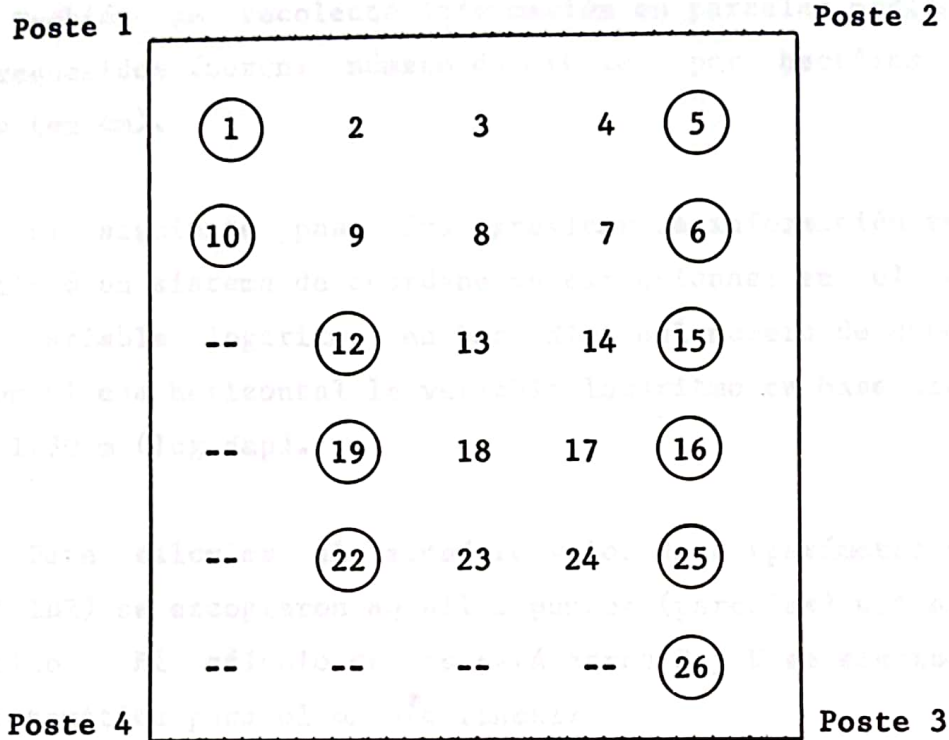 Poste 1 Poste 2
1 2 3 4 5
10 9 8 7 6
-- 12 13 14 15
-- 19 18 17 16
-- 22 23 24 25
-- -- -- -- 26
Poste 4 Poste 3